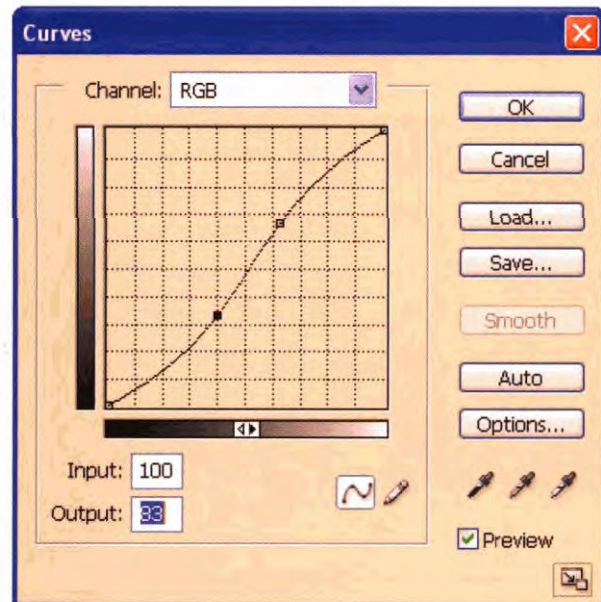 Curves
Channel: RGB
OK
Cancel
Load...
Save...
Smooth
Auto
Options...
Input: 100
Output: 83
Preview